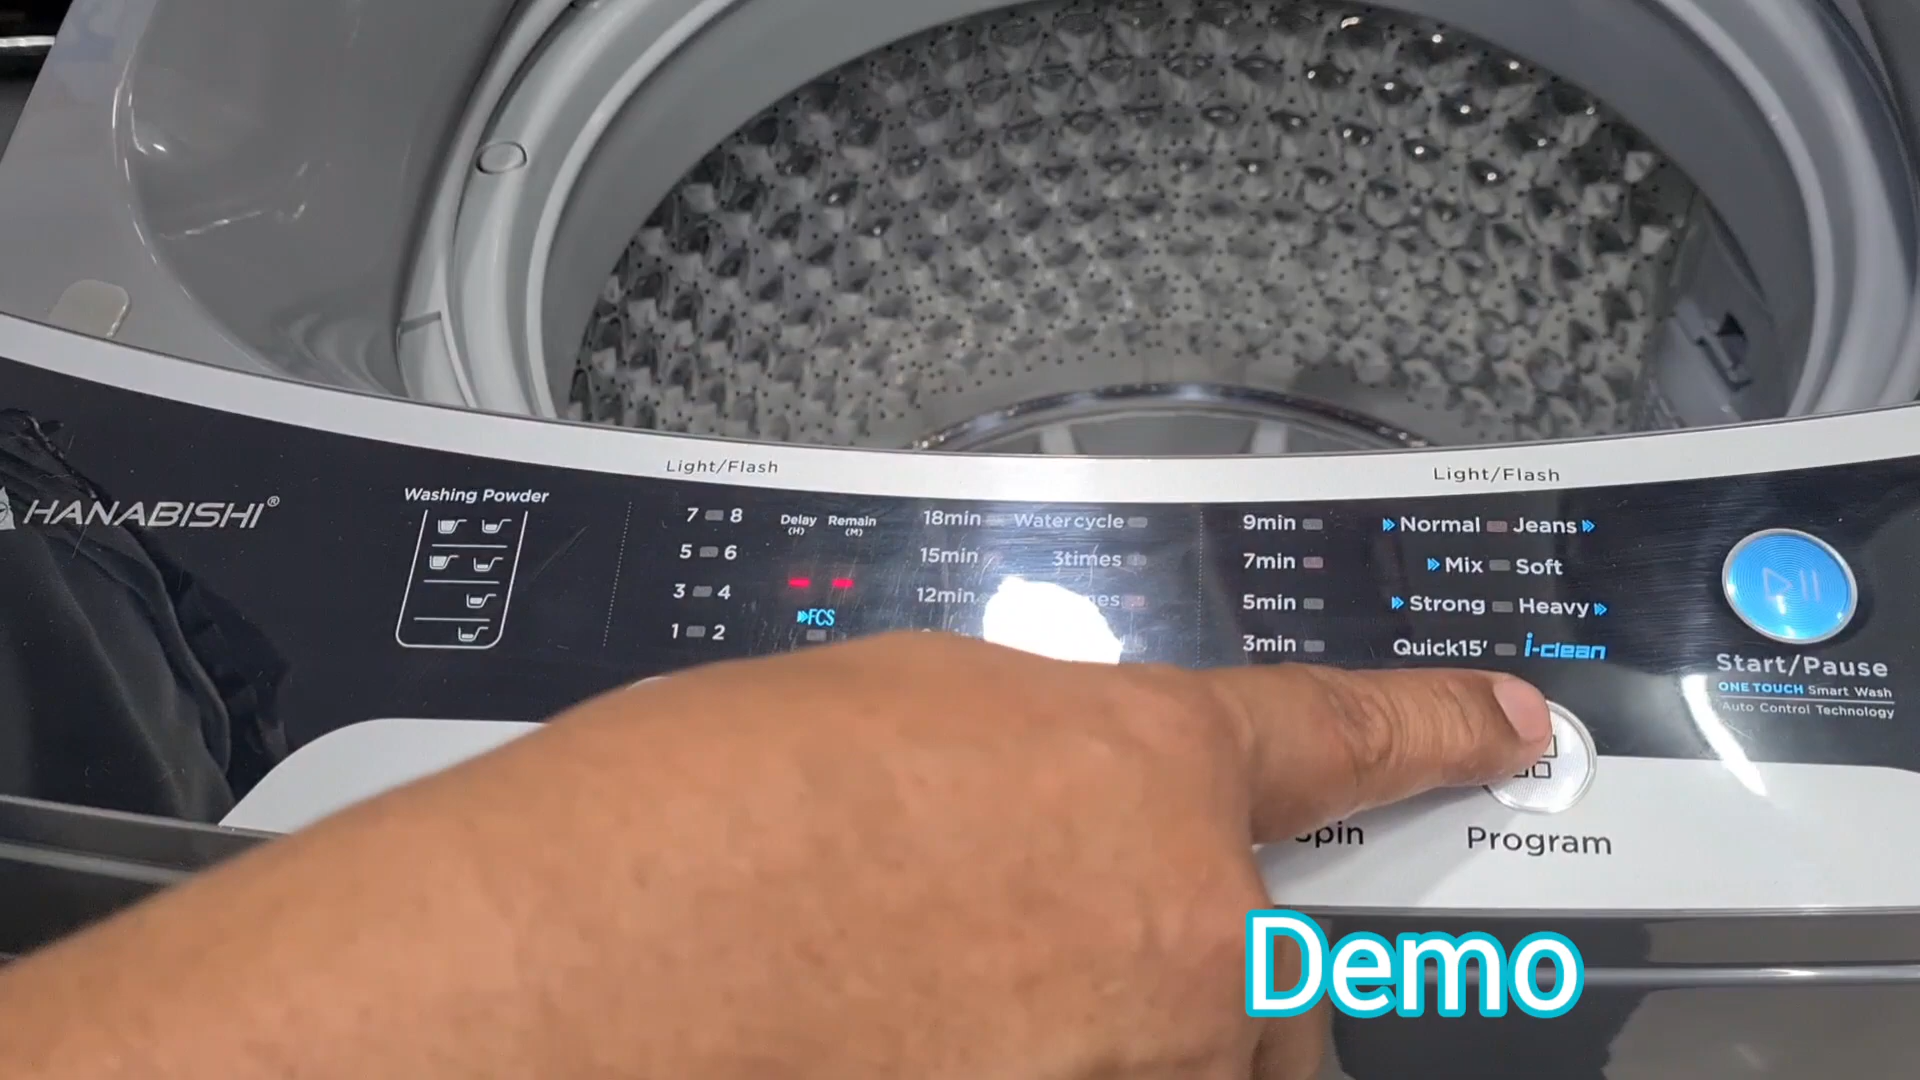 HANABISHI®
Washing Powder
Light/Flash
7 8
5 6
3 4
1 2
Delay (H)
Remain (M)
FCS
18min
15min
12min
Water cycle
3times
Light/Flash
9min
7min
5min
3min
Normal Jeans
Mix Soft
Strong Heavy
Quick15' i-clean
Start/Pause
ONE TOUCH Smart Wash
Auto Control Technology
Program
Demo